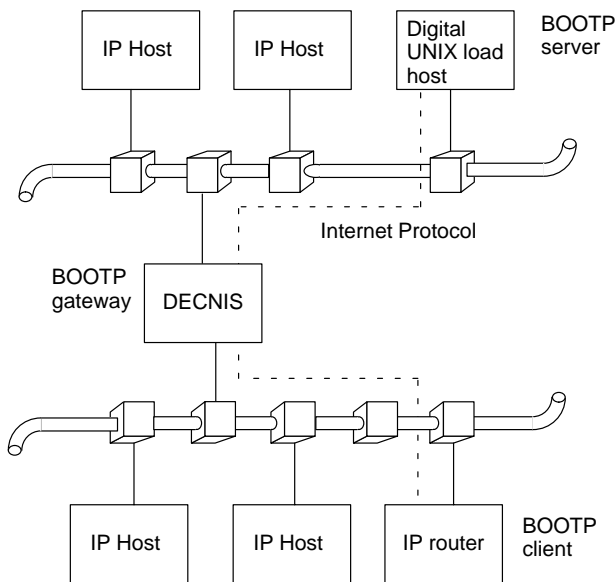 IP Host
IP Host
Digital
UNIX load
host
BOOTP
server
Internet Protocol
BOOTP
gateway
DECNIS
IP Host
IP Host
IP router
BOOTP
client